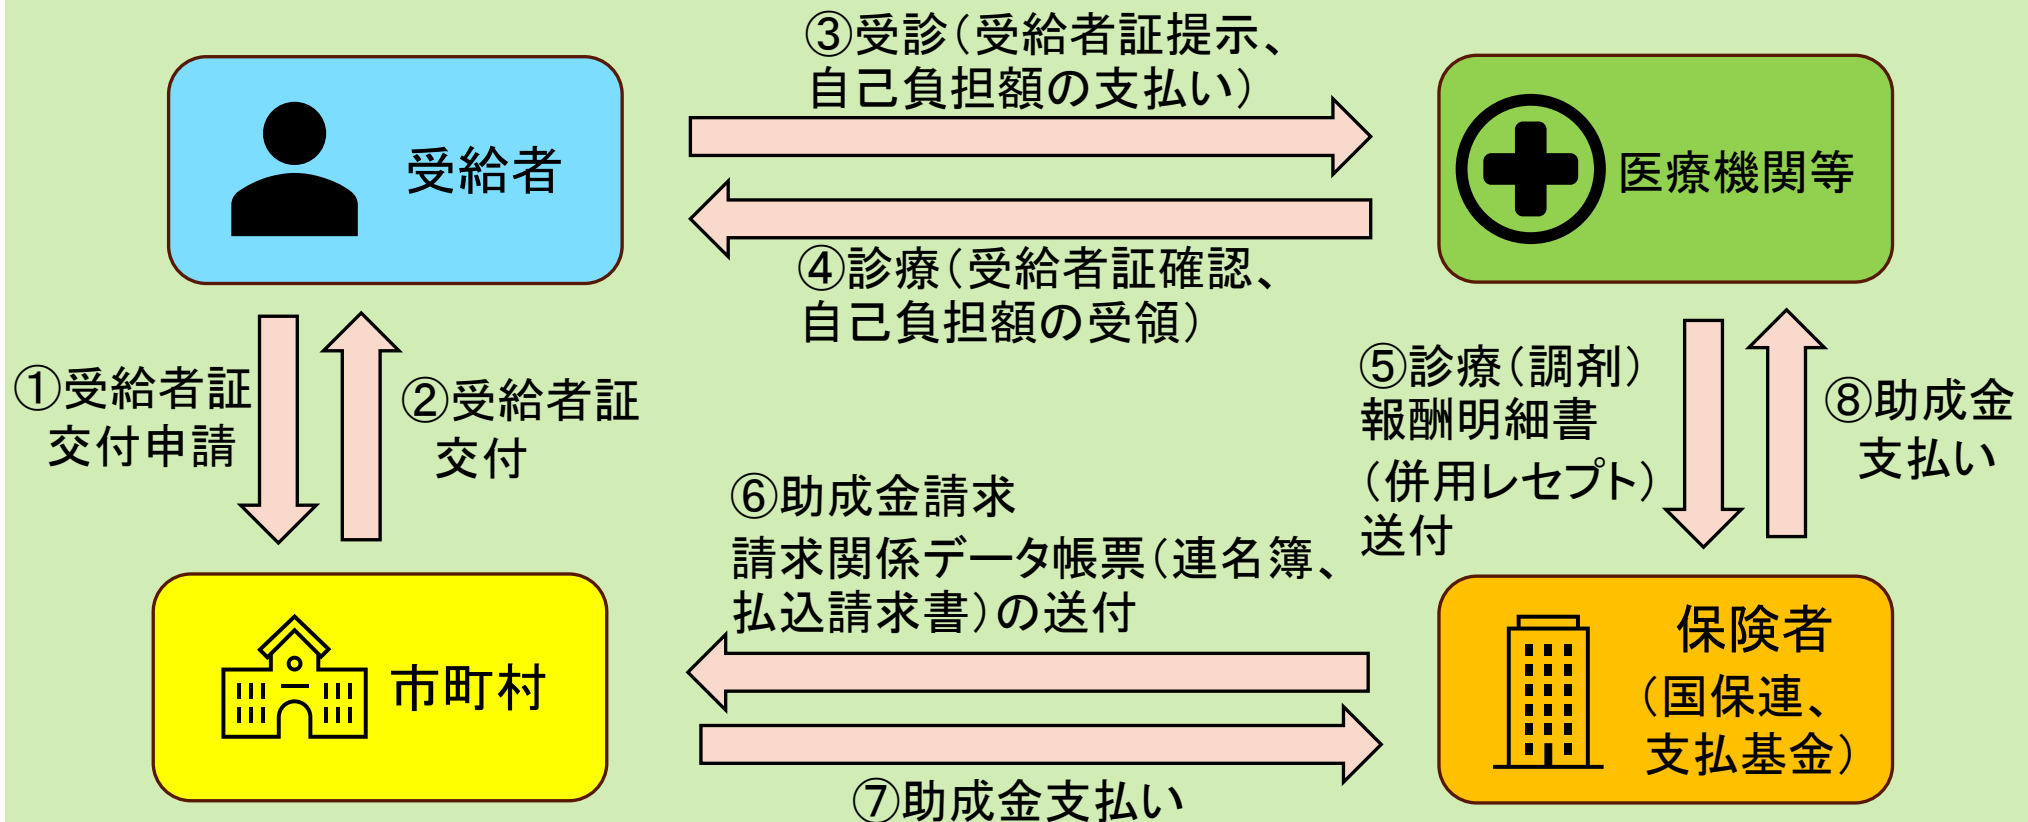 ③受診(受給者証提示、
自己負担額の支払い)
受給者
医療機関等
④診療(受給者証確認、
自己負担額の受領)
①受給者証
交付申請
②受給者証
交付
⑤診療(調剤)
報酬明細書
(併用レセプト)
送付
⑧助成金
支払い
⑥助成金請求
請求関係データ帳票(連名簿、
払込請求書)の送付
市町村
保険者
(国保連、
支払基金)
⑦助成金支払い